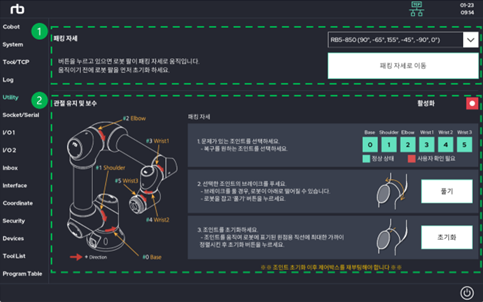 rb
TCP
01-23
09:14
Cobot
System
Tool/TCP
Log
Utility
Socket/Serial
I/O 1
I/O 2
Inbox
Interface
Coordinate
Security
Devices
Tool List
Program Table
1
패킹 자세
버튼을 누르고 있으면 로봇 팔이 패킹 자세로 움직입니다.
움직이기 전에 로봇 팔을 먼저 초기화 하세요.
RB5-850 (90°, -65°, 155°, -45°, -90°, 0°)
패킹 자세로 이동
2
관절 유지 및 보수
활성화
#2 Elbow
#3 Wrist1
#1 Shoulder
#5 Wrist3
#4 Wrist2
#0 Base
+ Direction
패킹 자세
1. 문제가 있는 조인트를 선택하세요.
- 복구를 원하는 조인트를 선택하세요.
Base Shoulder Elbow Wrist 1 Wrist 2 Wrist 3
0 1 2 3 4 5
정상 상태 사용자 확인 필요
2. 선택한 조인트의 브레이크를 푸세요.
- 브레이크를 풀 경우, 로봇이 아래로 떨어질 수 있습니다.
- 로봇을 잡고 '풀기' 버튼을 누르세요.
풀기
3. 조인트를 초기화하세요.
- 조인트를 움직여 로봇에 표기된 원점을 직선에 최대한 가까이
정렬시킨 후 초기화 버튼을 누르세요.
초기화
※※ 조인트 초기화 이후 제어박스를 재부팅해야 합니다 ※※